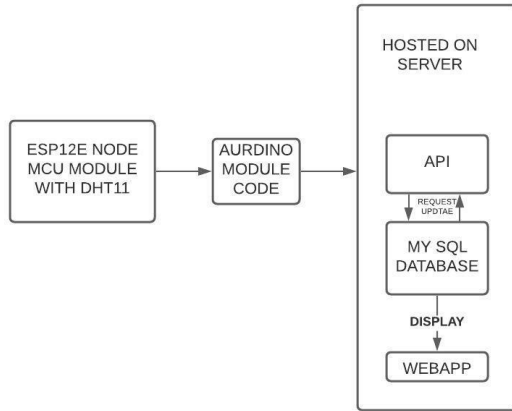 ESP12E NODE
MCU MODULE
WITH DHT11
AURDINO
MODULE
CODE
HOSTED ON
SERVER
API
REQUEST
UPDTAE
MY SQL
DATABASE
DISPLAY
WEBAPP